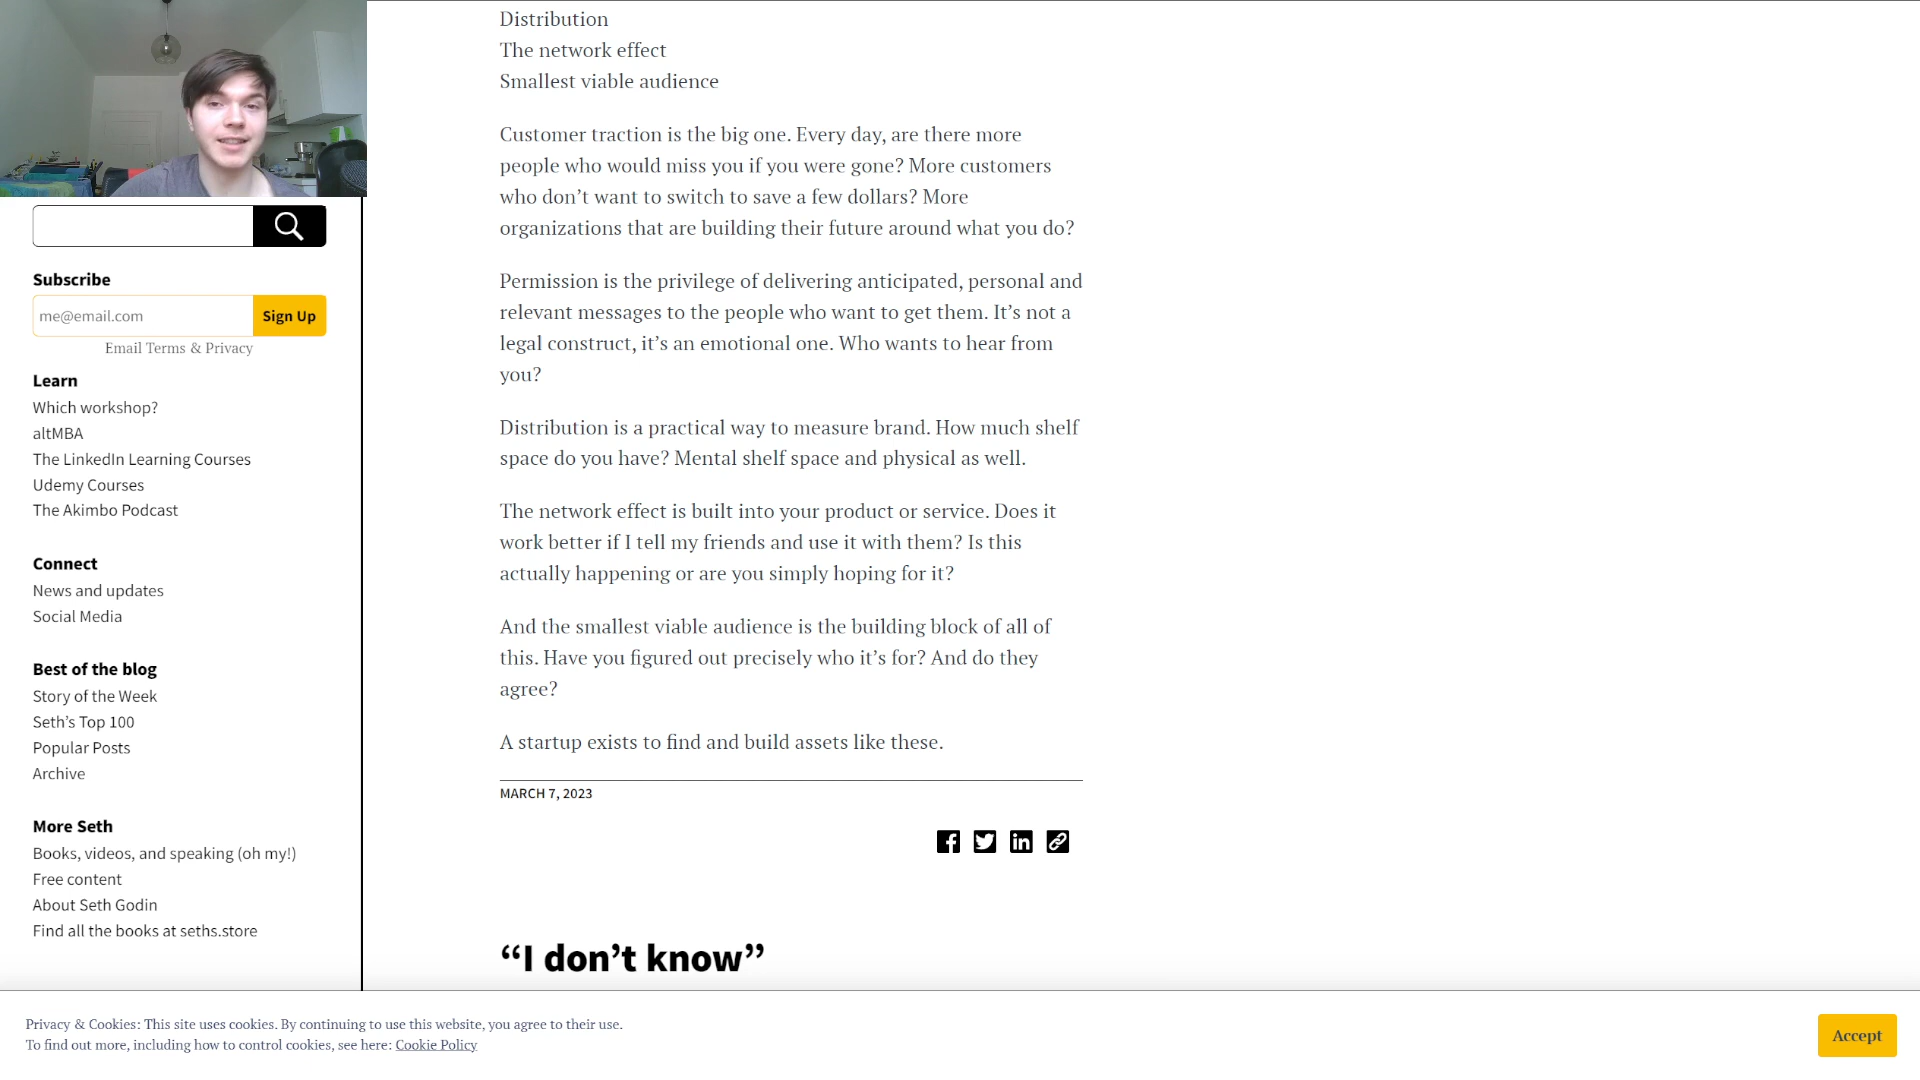 Distribution
The network effect
Smallest viable audience
Customer traction is the big one. Every day, are there more
people who would miss you if you were gone? More customers
who don’t want to switch to save a few dollars? More
organizations that are building their future around what you do?
Permission is the privilege of delivering anticipated, personal and
relevant messages to the people who want to get them. It’s not a
legal construct, it’s an emotional one. Who wants to hear from
you?
Distribution is a practical way to measure brand. How much shelf
space do you have? Mental shelf space and physical as well.
The network effect is built into your product or service. Does it
work better if I tell my friends and use it with them? Is this
actually happening or are you simply hoping for it?
And the smallest viable audience is the building block of all of
this. Have you figured out precisely who it’s for? And do they
agree?
A startup exists to find and build assets like these.
MARCH 7, 2023
“I don’t know”
Subscribe
me@email.com
Sign Up
Email Terms & Privacy
Learn
Which workshop?
altMBA
The LinkedIn Learning Courses
Udemy Courses
The Akimbo Podcast
Connect
News and updates
Social Media
Best of the blog
Story of the Week
Seth’s Top 100
Popular Posts
Archive
More Seth
Books, videos, and speaking (oh my!)
Free content
About Seth Godin
Find all the books at seths.store
Privacy & Cookies: This site uses cookies. By continuing to use this website, you agree to their use.
To find out more, including how to control cookies, see here: Cookie Policy
Accept